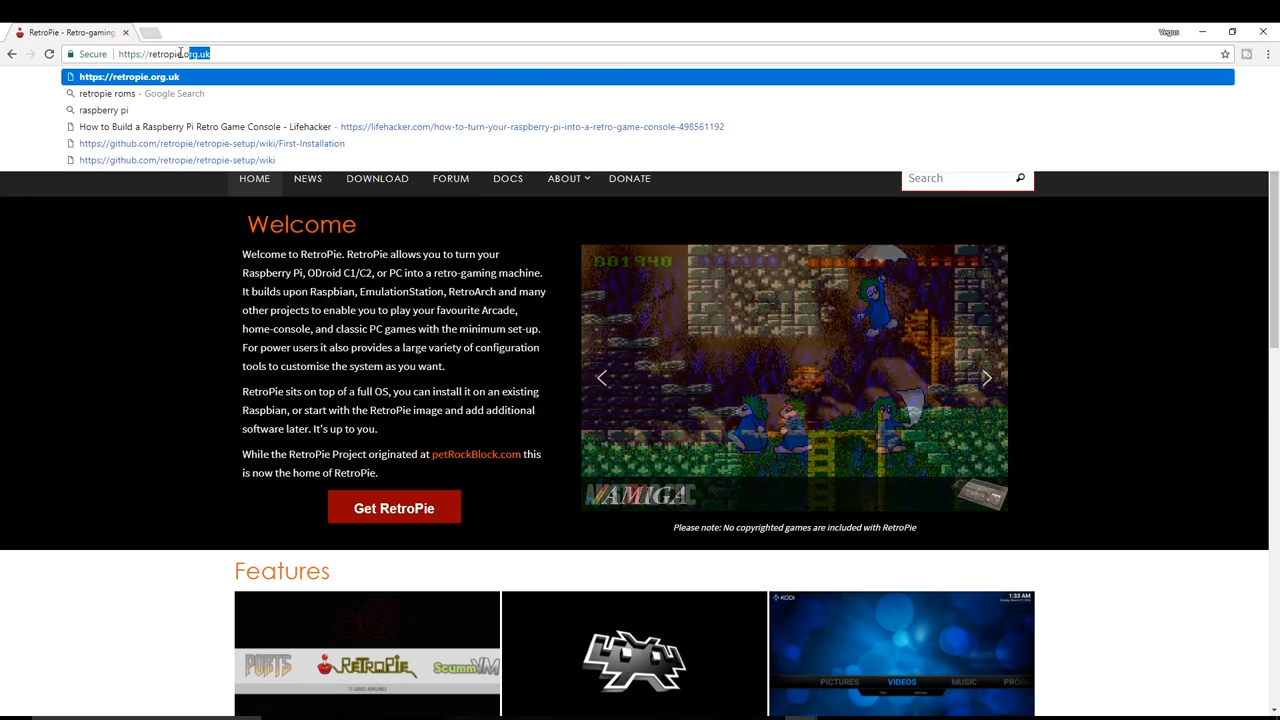 RetroPie - Retro-gaming
Vegus
Secure
https://retropie.org.uk
https://retropie.org.uk
retropie roms - Google Search
raspberry pi
How to Build a Raspberry Pi Retro Game Console - Lifehacker - https://lifehacker.com/how-to-turn-your-raspberry-pi-into-a-retro-game-console-498561192
https://github.com/retropie/retropie-setup/wiki/First-Installation
https://github.com/retropie/retropie-setup/wiki
HOME NEWS DOWNLOAD FORUM DOCS ABOUT DONATE
Search
Welcome
Welcome to RetroPie. RetroPie allows you to turn your
Raspberry Pi, ODroid C1/C2, or PC into a retro-gaming machine.
It builds upon Raspbian, EmulationStation, RetroArch and many
other projects to enable you to play your favourite Arcade,
home-console, and classic PC games with the minimum set-up.
For power users it also provides a large variety of configuration
tools to customise the system as you want.
RetroPie sits on top of a full OS, you can install it on an existing
Raspbian, or start with the RetroPie image and add additional
software later. It's up to you.
While the RetroPie Project originated at petRockBlock.com this
is now the home of RetroPie.
Get RetroPie
001940
AMIGA
Please note: No copyrighted games are included with RetroPie
Features
PORTS
RETROPIE
ScummVM
KODI
1:33 AM
PICTURES VIDEOS MUSIC PROG